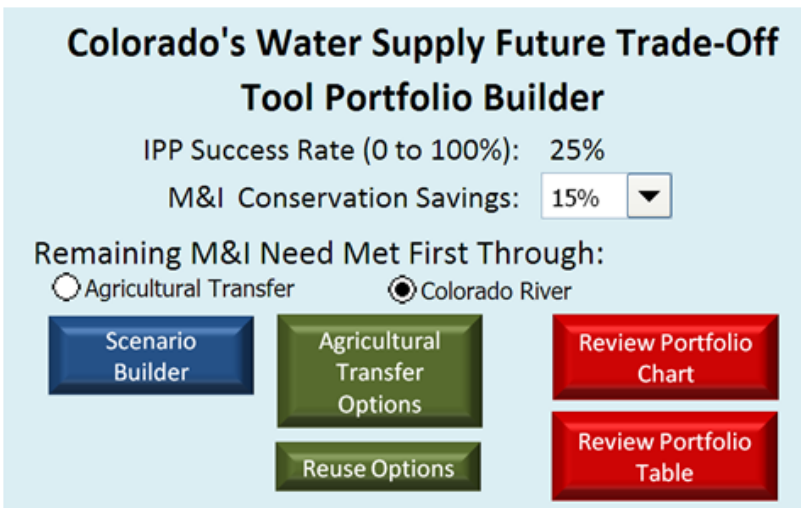 Colorado's Water Supply Future Trade-Off
Tool Portfolio Builder
IPP Success Rate (0 to 100%): 25%
M&I Conservation Savings: 15%
Remaining M&I Need Met First Through:
Agricultural Transfer Colorado River
Scenario
Builder
Agricultural
Transfer
Options
Review Portfolio
Chart
Reuse Options
Review Portfolio
Table